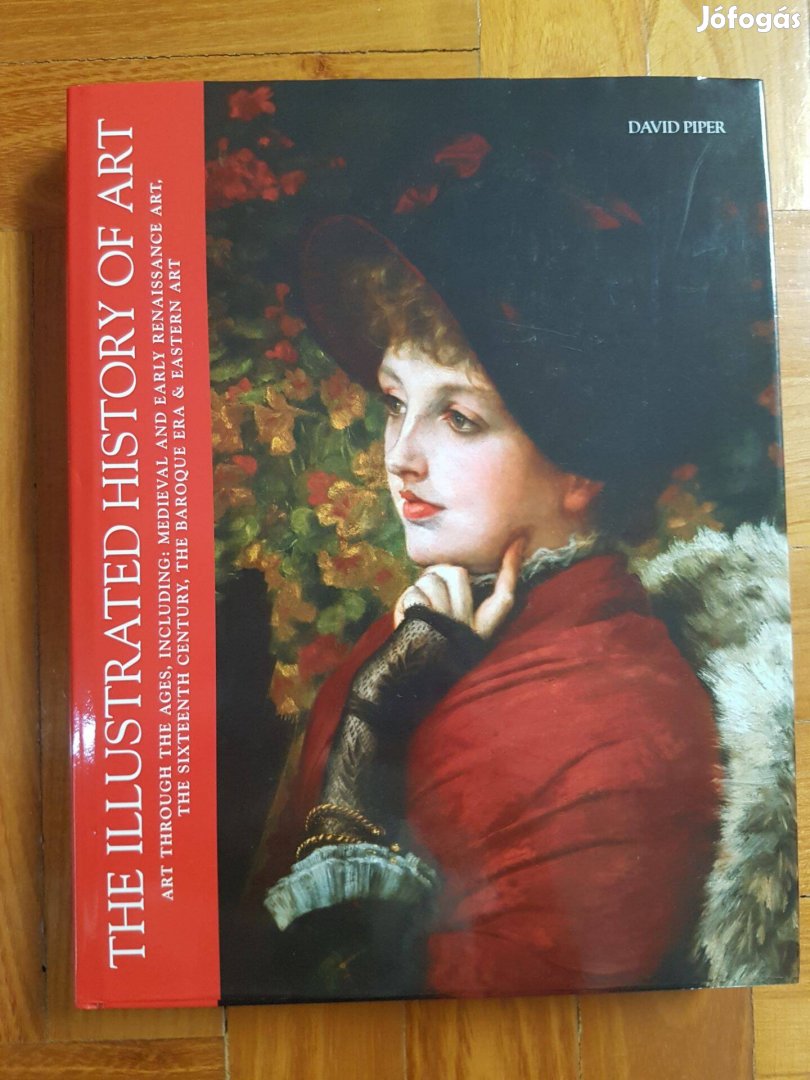 Jófogás
DAVID PIPER
THE ILLUSTRATED HISTORY OF ART
ART THROUGH THE AGES, INCLUDING: MEDIEVAL AND EARLY RENAISSANCE ART,
THE SIXTEENTH CENTURY, THE BAROQUE ERA & EASTERN ART